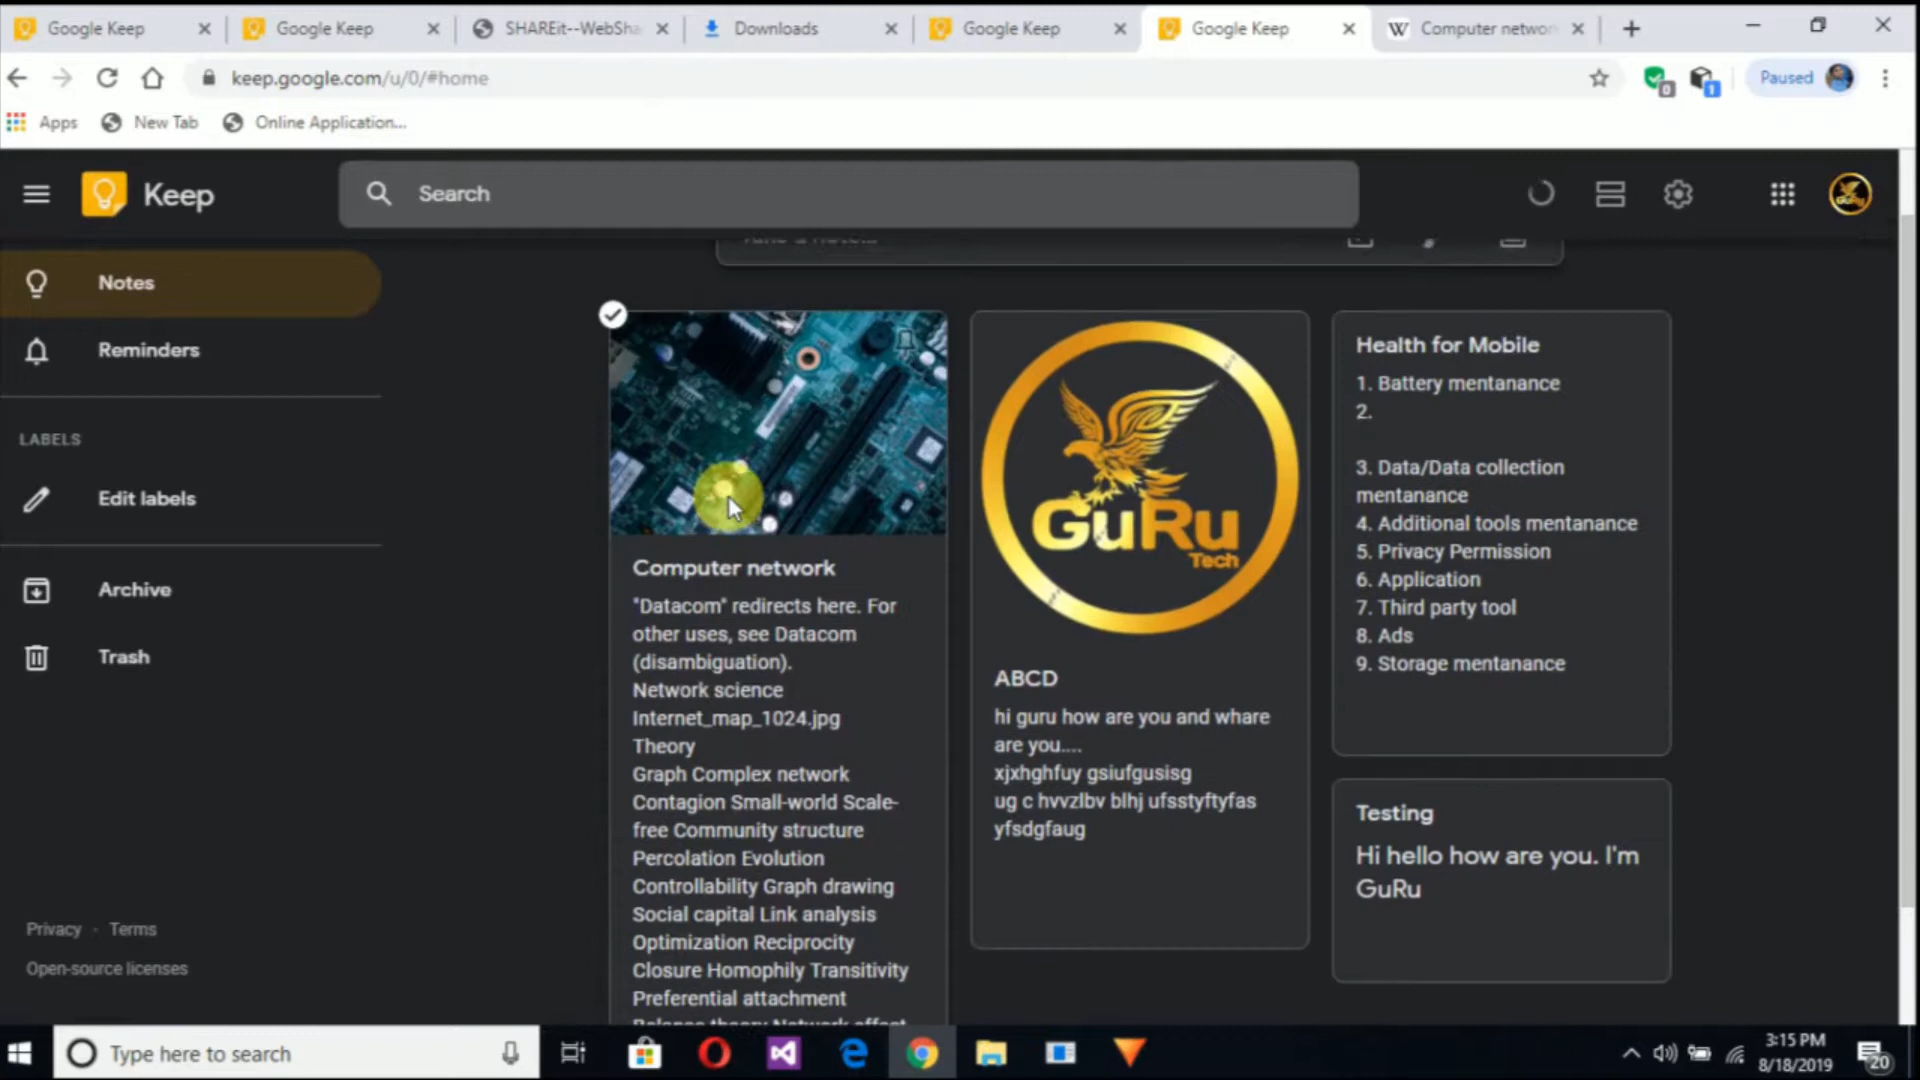 Google Keep
Google Keep
SHAREit--WebSha
Downloads
Google Keep
Google Keep
Computer networ
keep.google.com/u/0/#home
Paused
Apps
New Tab
Online Application...
Keep
Search
Notes
Reminders
LABELS
Edit labels
Archive
Trash
Privacy · Terms
Open-source licenses
Computer network
"Datacom" redirects here. For
other uses, see Datacom
(disambiguation).
Network science
Internet_map_1024.jpg
Theory
Graph Complex network
Contagion Small-world Scale-
free Community structure
Percolation Evolution
Controllability Graph drawing
Social capital Link analysis
Optimization Reciprocity
Closure Homophily Transitivity
Preferential attachment
Balance theory Network effect
GuRu
Tech
ABCD
hi guru how are you and whare
are you....
xjxhghfuy gsiufgusisg
ug c hvvzlbv blhj ufsstyftyfas
yfsdgfaug
Health for Mobile
1. Battery mentanance
2.
3. Data/Data collection
mentanance
4. Additional tools mentanance
5. Privacy Permission
6. Application
7. Third party tool
8. Ads
9. Storage mentanance
Testing
Hi hello how are you. I'm
GuRu
Type here to search
3:15 PM
8/18/2019
20